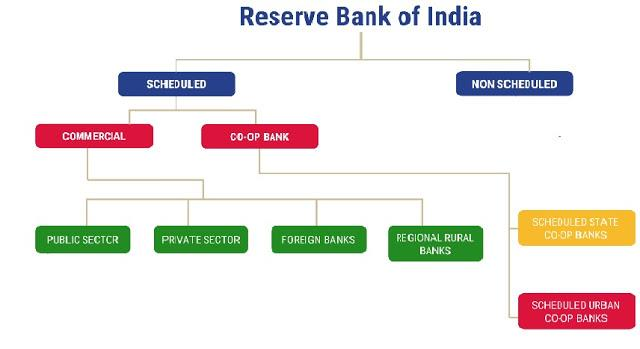 Reserve Bank of India
SCHEDULED
NON SCHEDULED
COMMERCIAL
CO-OP BANK
PUBLIC SECTOR
PRIVATE SECTOR
FOREIGN BANKS
REGIONAL RURAL
BANKS
SCHEDULED STATE
CO-OP BANKS
SCHEDULED URBAN
CO-OP BANKS